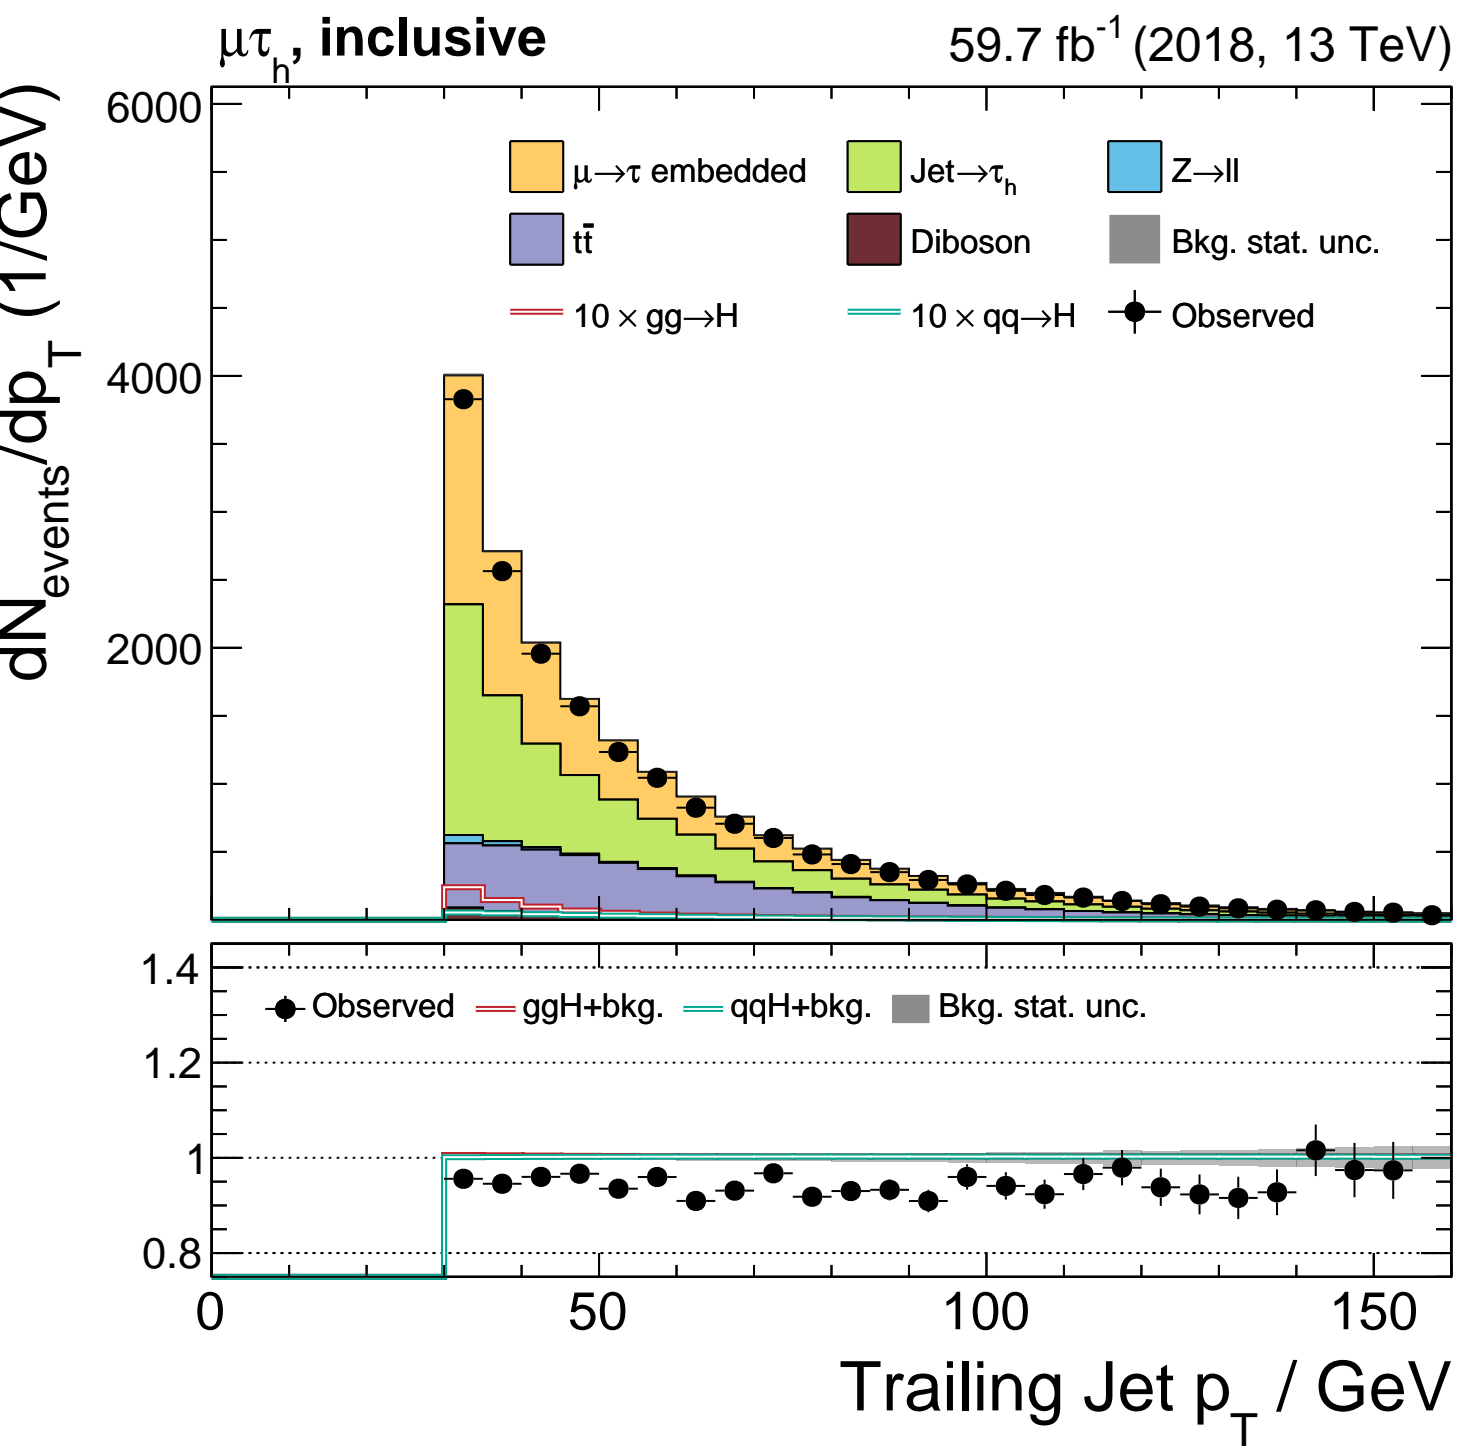 μτh, inclusive
59.7 fb-1 (2018, 13 TeV)
dNevents/dpT (1/GeV)
6000
4000
2000
μ→τ embedded
Jet→τh
Z→ll
tt̄
Diboson
Bkg. stat. unc.
10 × gg→H
10 × qq→H
Observed
1.4
1.2
1
0.8
Observed
ggH+bkg.
qqH+bkg.
Bkg. stat. unc.
0
50
100
150
Trailing Jet pT / GeV